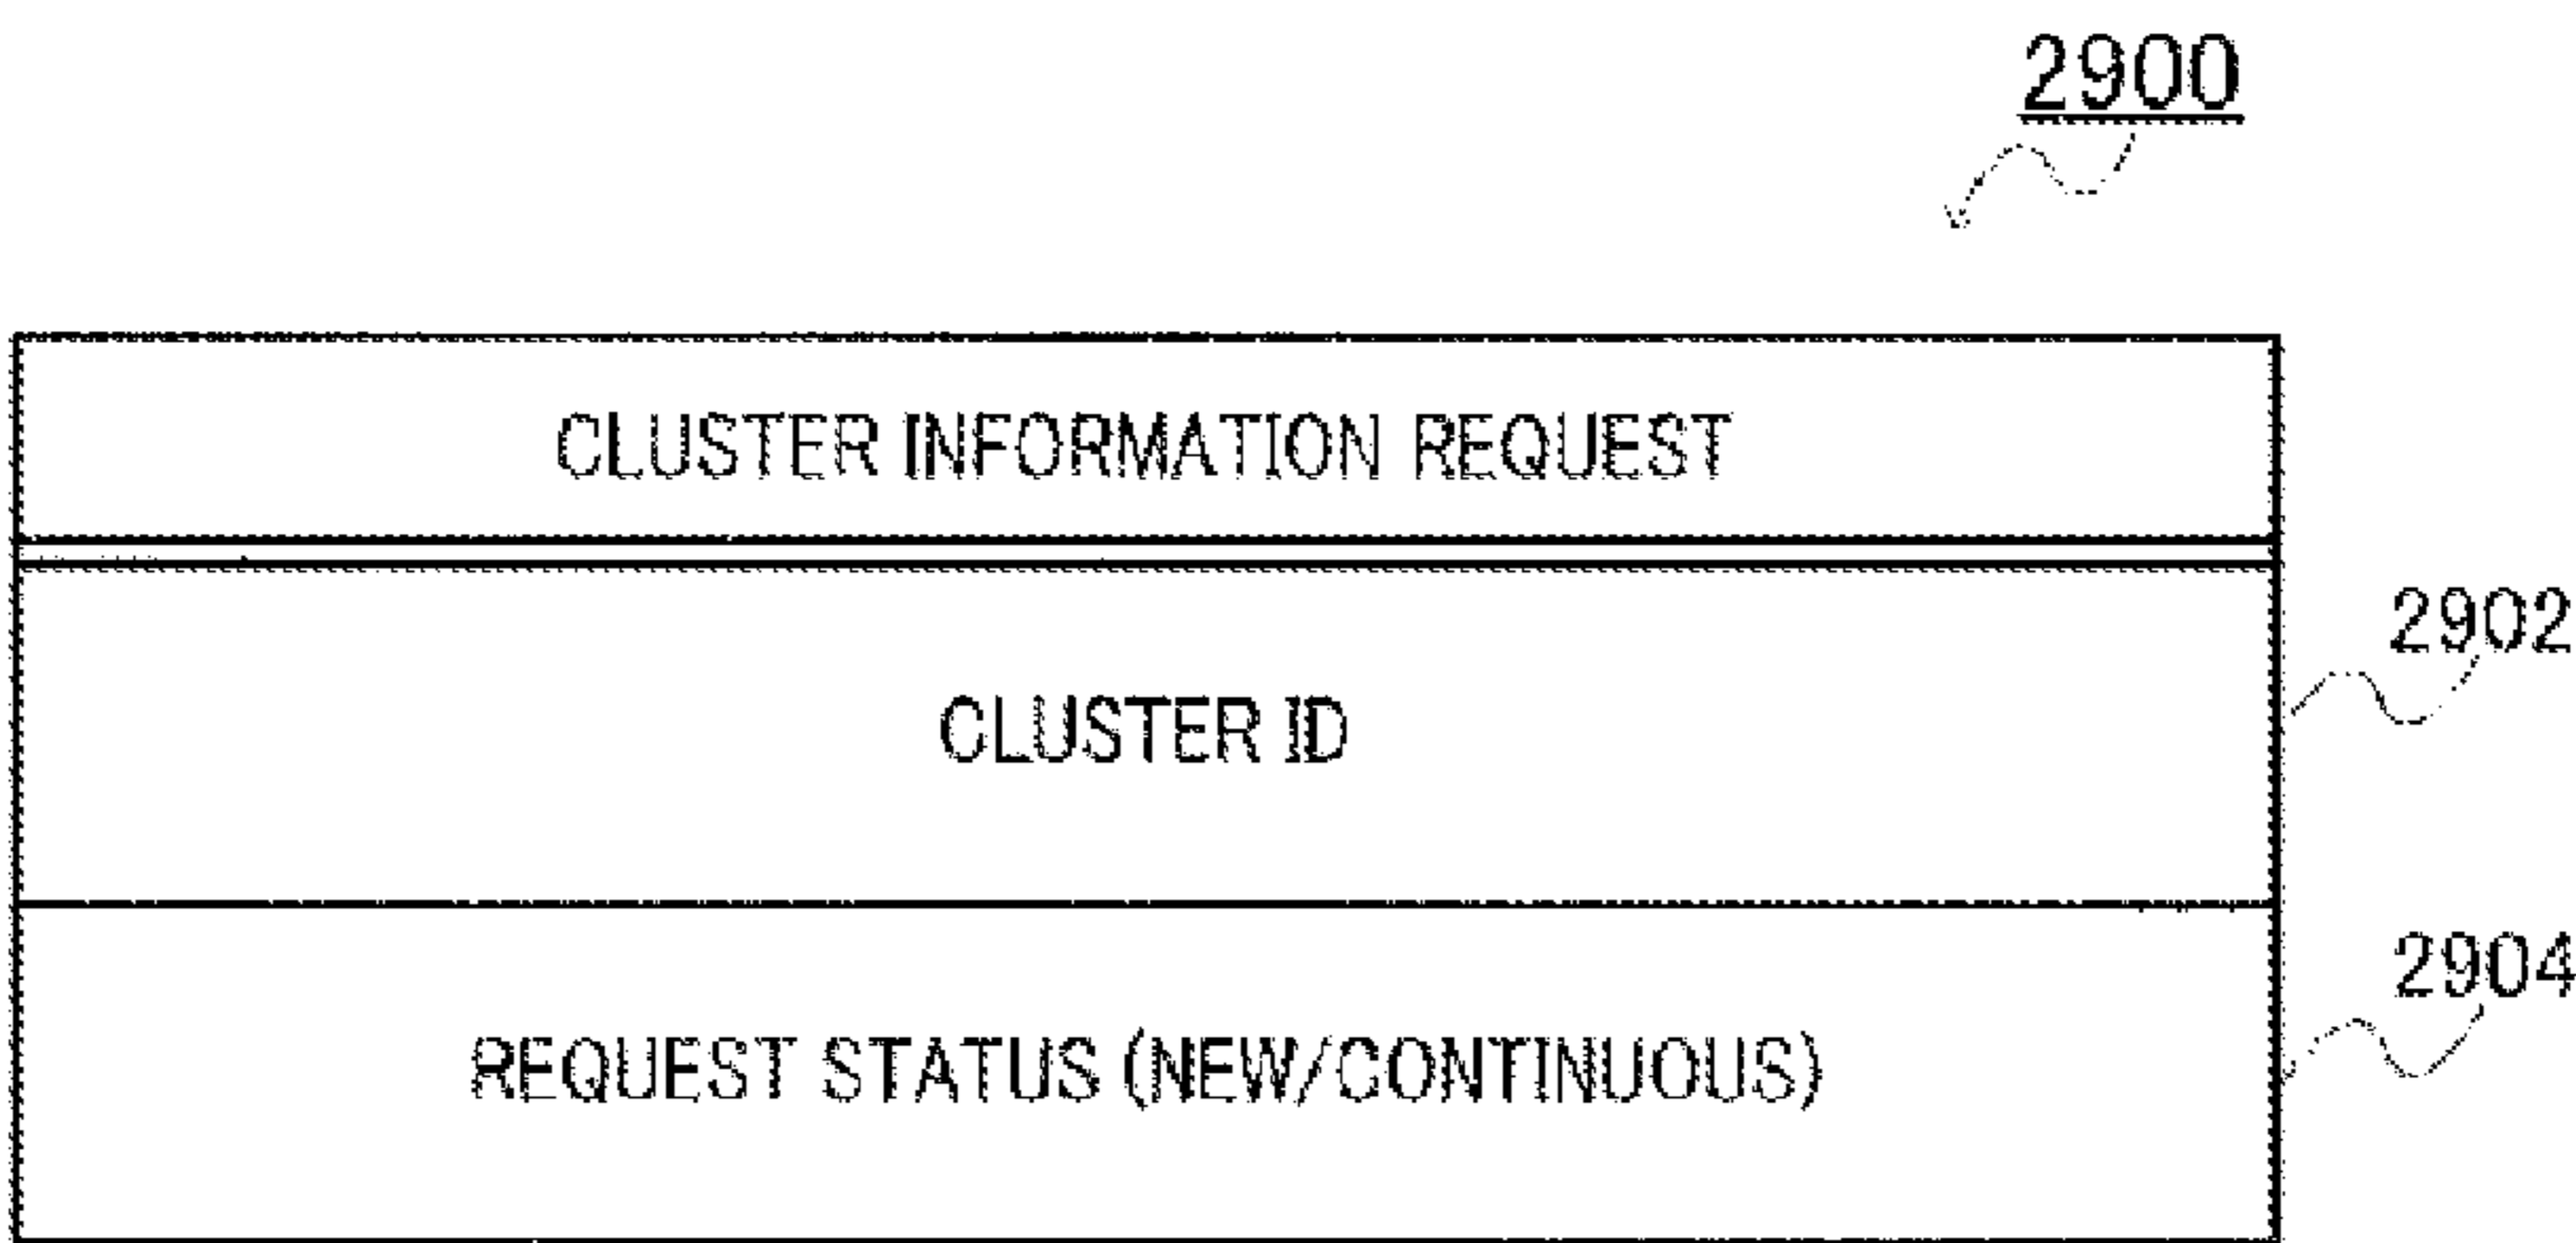 2900
CLUSTER INFORMATION REQUEST
2902
CLUSTER ID
2904
REQUEST STATUS (NEW/CONTINUOUS)